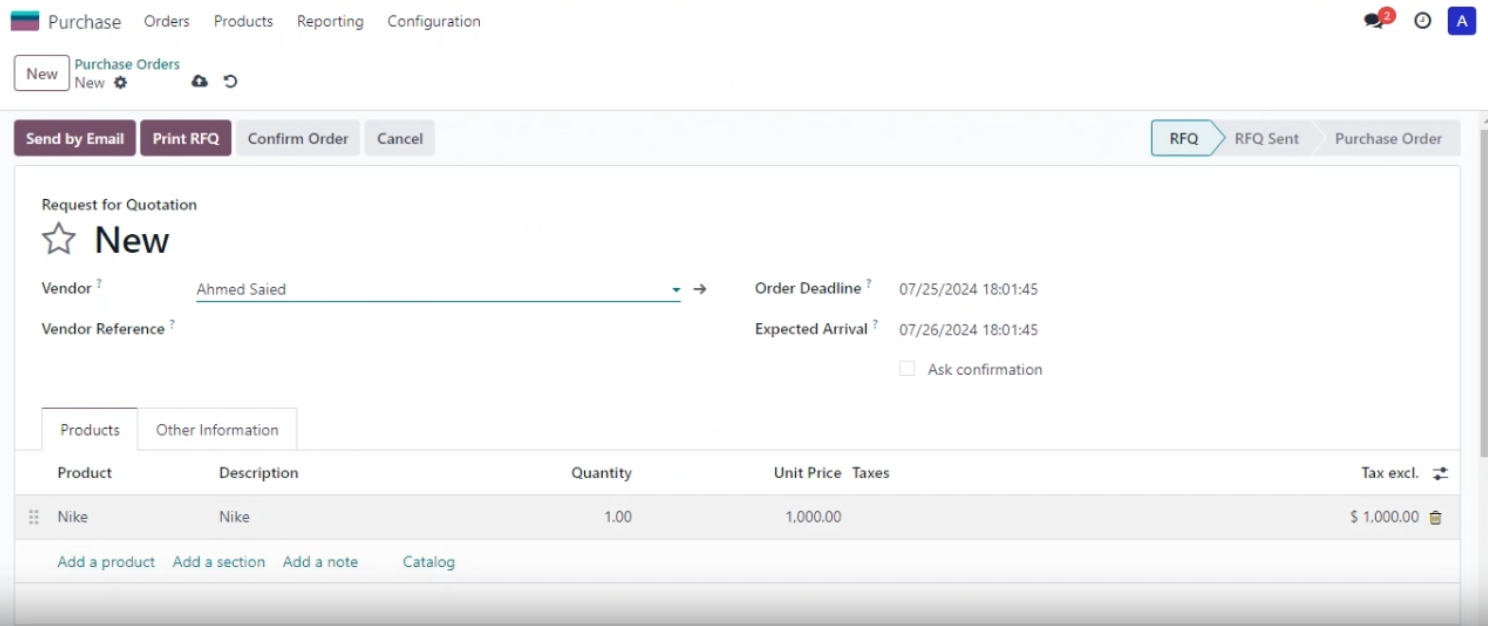 Purchase Orders Products Reporting Configuration 2 A
New Purchase Orders
New
Send by Email Print RFQ Confirm Order Cancel RFQ RFQ Sent Purchase Order
Request for Quotation
New
Vendor ? Ahmed Saied Order Deadline ? 07/25/2024 18:01:45
Vendor Reference ? Expected Arrival ? 07/26/2024 18:01:45
Ask confirmation
Products Other Information
Product Description Quantity Unit Price Taxes Tax excl.
Nike Nike 1.00 1,000.00 $ 1,000.00
Add a product Add a section Add a note Catalog